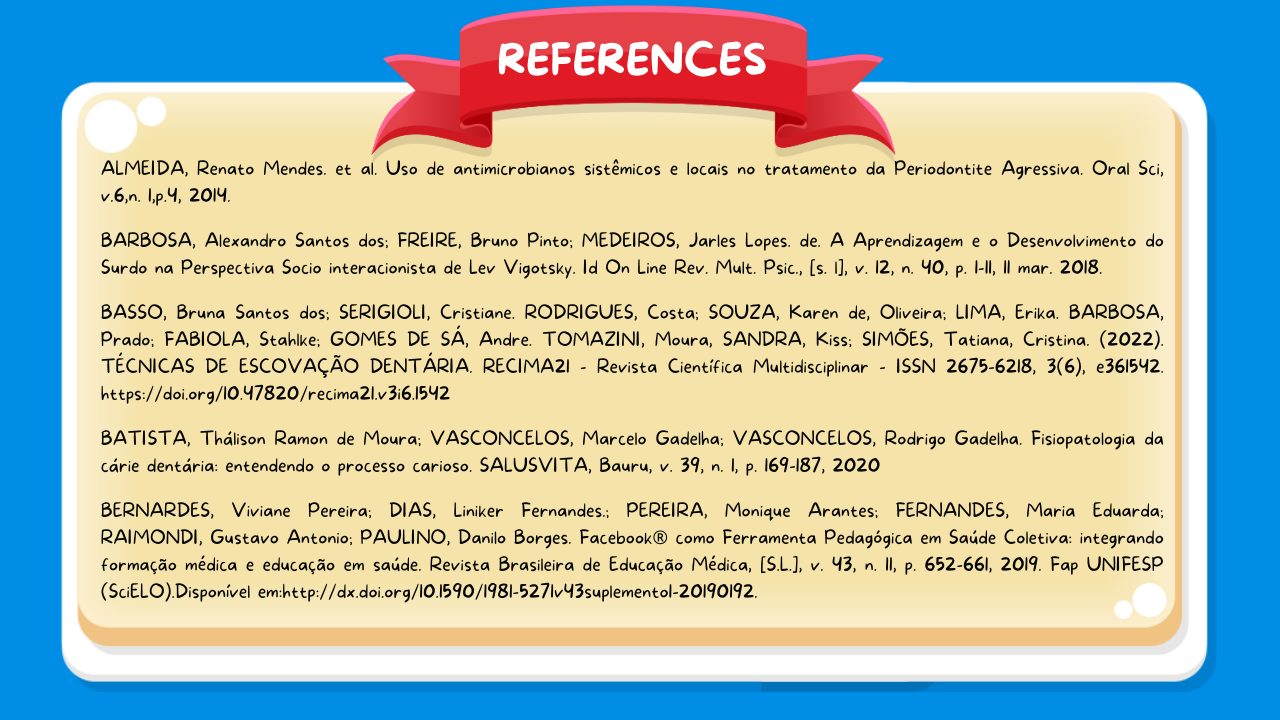 REFERENCES
ALMEIDA, Renato Mendes. et al. Uso de antimicrobianos sistêmicos e locais no tratamento da Periodontite Agressiva. Oral Sci,
v.6,n. 1,p.4, 2014.
BARBOSA, Alexandro Santos dos; FREIRE, Bruno Pinto; MEDEIROS, Jarles Lopes. de. A Aprendizagem e o Desenvolvimento do
Surdo na Perspectiva Socio interacionista de Lev Vigotsky. Id On Line Rev. Mult. Psic., [s. l], v. 12, n. 40, p. 1-11, 11 mar. 2018.
BASSO, Bruna Santos dos; SERIGIOLI, Cristiane. RODRIGUES, Costa; SOUZA, Karen de, Oliveira; LIMA, Erika. BARBOSA,
Prado; FABIOLA, Stahlke; GOMES DE SÁ, Andre. TOMAZINI, Moura, SANDRA, Kiss; SIMÕES, Tatiana, Cristina. (2022).
TÉCNICAS DE ESCOVAÇÃO DENTÁRIA. RECIMA21 - Revista Científica Multidisciplinar - ISSN 2675-6218, 3(6), e361542.
https://doi.org/10.47820/recima21.v3i6.1542
BATISTA, Thálison Ramon de Moura; VASCONCELOS, Marcelo Gadelha; VASCONCELOS, Rodrigo Gadelha. Fisiopatologia da
cárie dentária: entendendo o processo carioso. SALUSVITA, Bauru, v. 39, n. 1, p. 169-187, 2020
BERNARDES, Viviane Pereira; DIAS, Liniker Fernandes.; PEREIRA, Monique Arantes; FERNANDES, Maria Eduarda;
RAIMONDI, Gustavo Antonio; PAULINO, Danilo Borges. Facebook® como Ferramenta Pedagógica em Saúde Coletiva: integrando
formação médica e educação em saúde. Revista Brasileira de Educação Médica, [S.L.], v. 43, n. 11, p. 652-661, 2019. Fap UNIFESP
(SciELO).Disponível em:http://dx.doi.org/10.1590/1981-5271v43suplemento1-20190192.